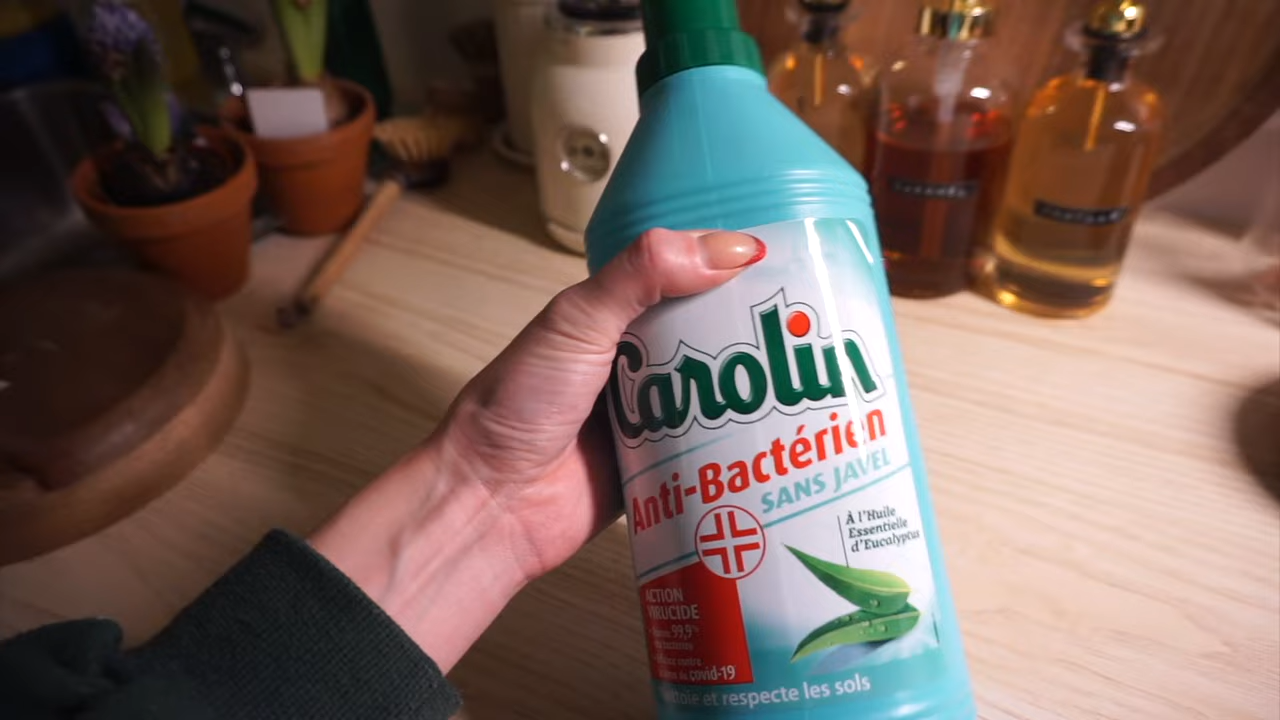 Carolin
Anti-Bactérien
SANS JAVEL
À l'Huile
Essentielle
d'Eucalyptus
ACTION
VIRUCIDE
99,9%
covid-19
et respecte les sols